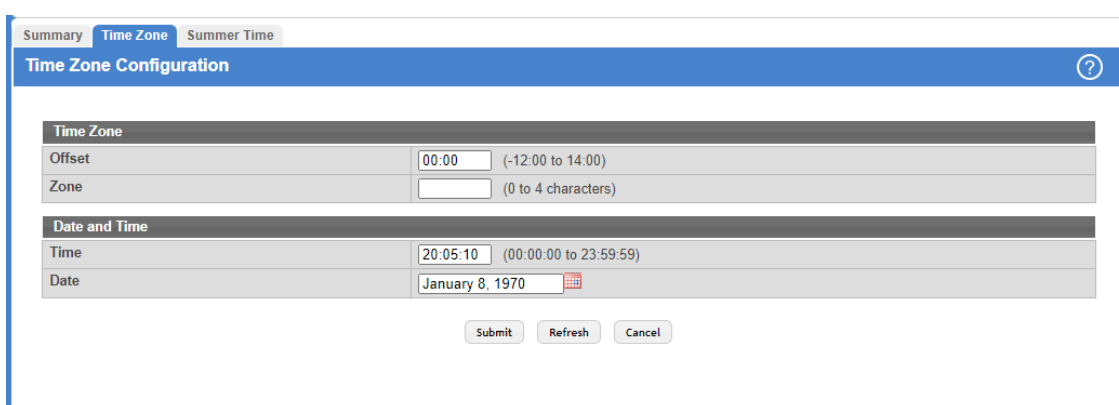 Summary Time Zone Summer Time
Time Zone Configuration ?
Time Zone
Offset 00:00 (-12:00 to 14:00)
Zone (0 to 4 characters)
Date and Time
Time 20:05:10 (00:00:00 to 23:59:59)
Date January 8, 1970
Submit Refresh Cancel